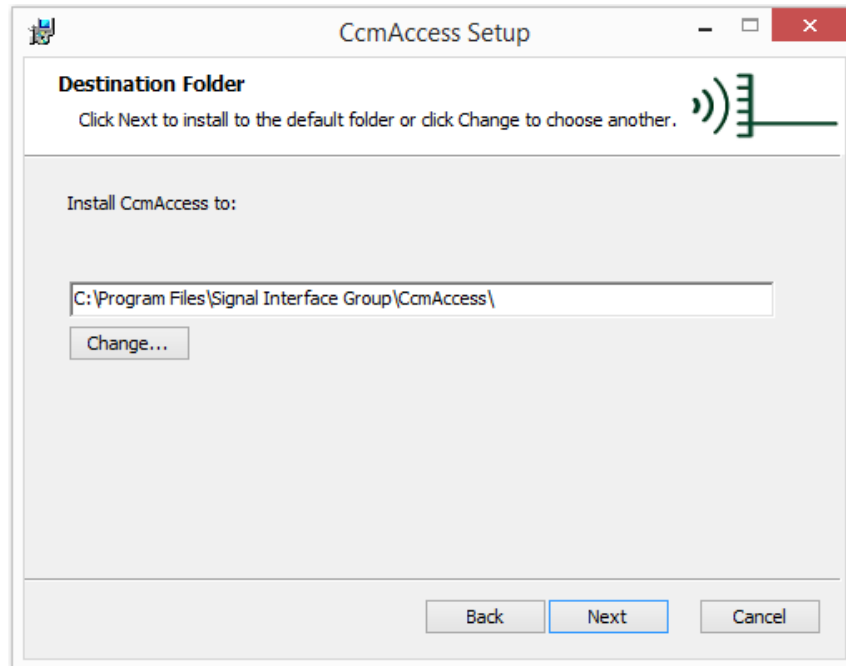 CcmAccess Setup
Destination Folder
Click Next to install to the default folder or click Change to choose another.
Install CcmAccess to:
C:\Program Files\Signal Interface Group\CcmAccess\
Change...
Back Next Cancel